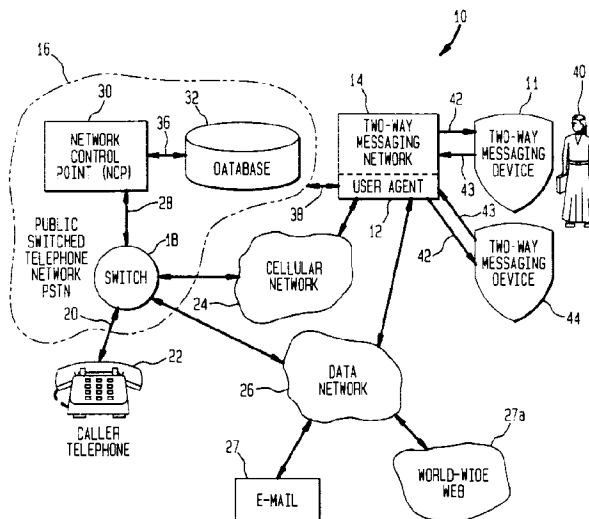 10
16
30
32
14
11
40
NETWORK
CONTROL
POINT (NCP)
36
DATABASE
TWO-WAY
MESSAGING
NETWORK
USER AGENT
42
43
TWO-WAY
MESSAGING
DEVICE
28
38
12
43
42
TWO-WAY
MESSAGING
DEVICE
44
PUBLIC
SWITCHED
TELEPHONE
NETWORK
PSTN
18
SWITCH
20
24
CELLULAR
NETWORK
22
CALLER
TELEPHONE
26
DATA
NETWORK
27
E-MAIL
27a
WORLD-WIDE
WEB